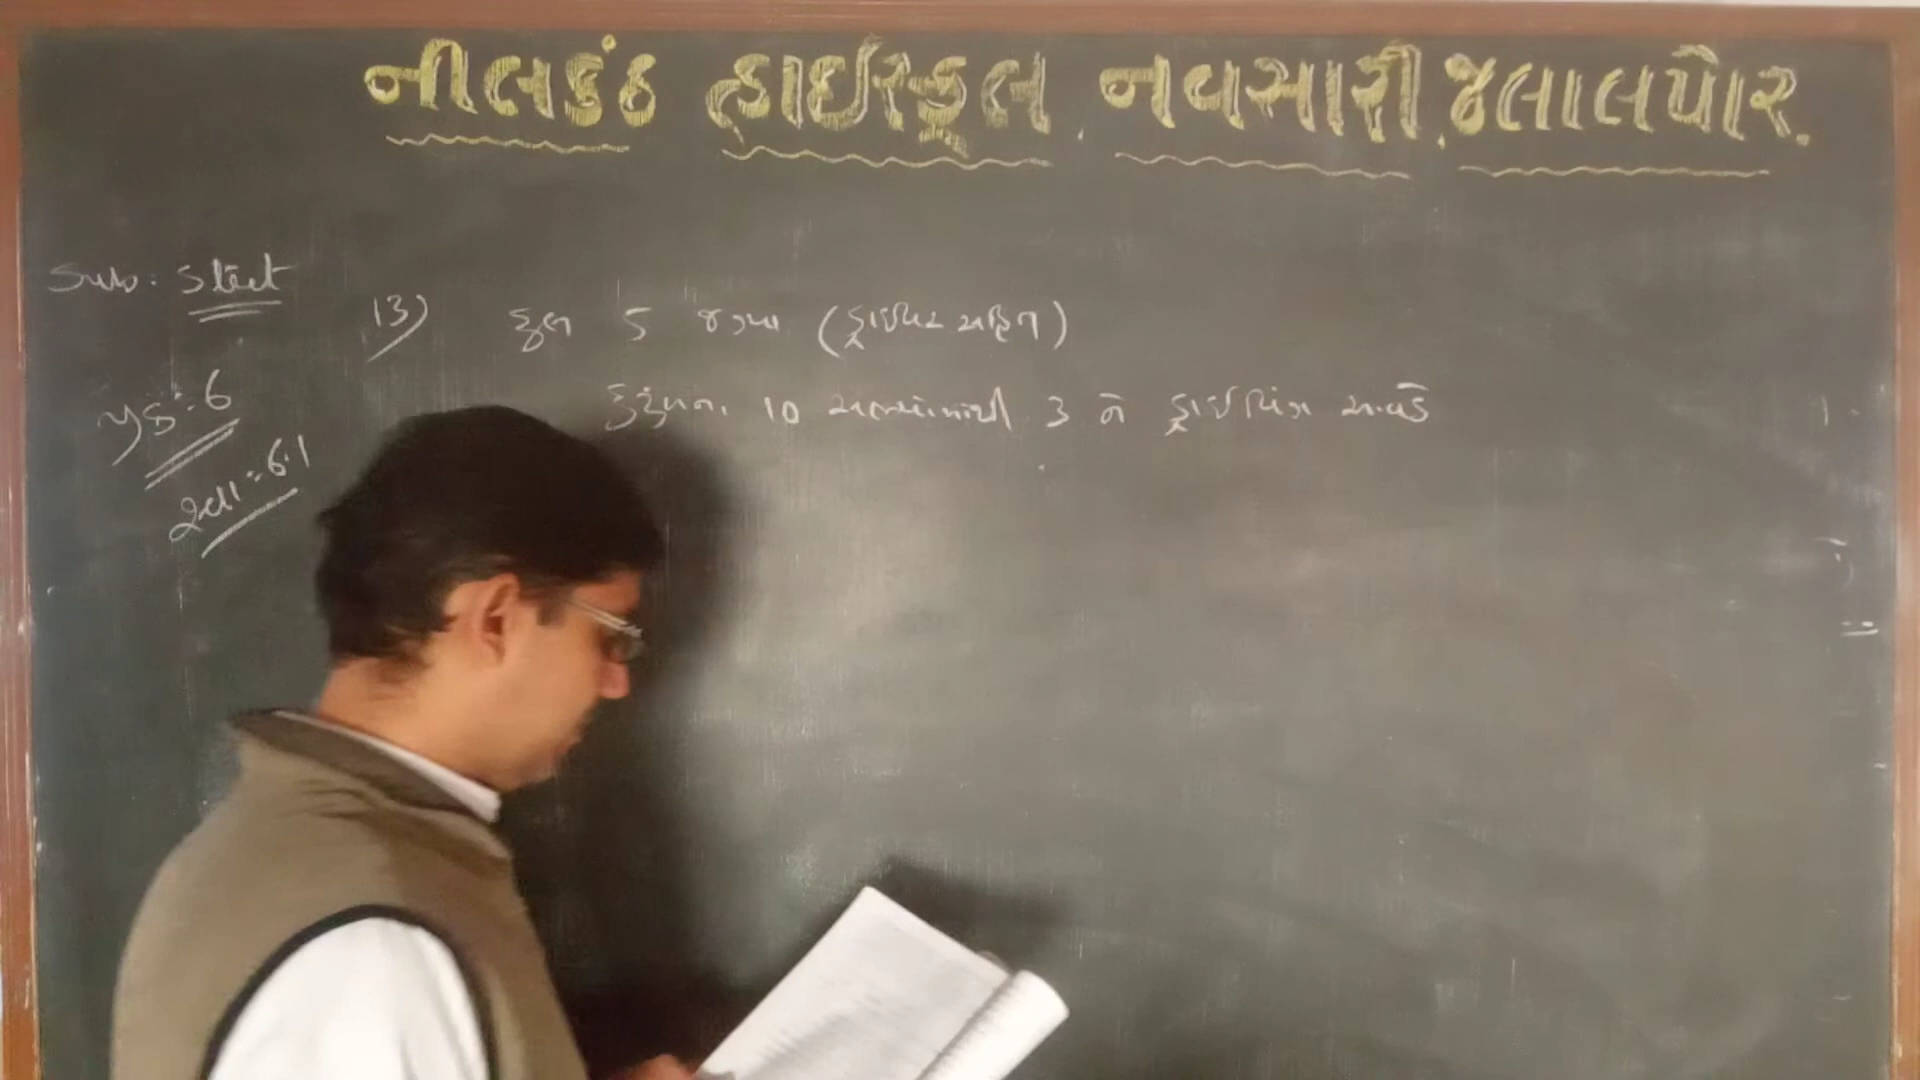 નીલકંઠ હાઈસ્કૂલ, નવસારી, જલાલપોર.
Sub: Stat
પ્રક: 6
સ્વા = 6.1
13) કુલ 5 જગ્યા (ડ્રાઈવર સહિત)
કુટુંબના 10 સભ્યોમાંથી 3 ને ડ્રાઈવિંગ આવડે